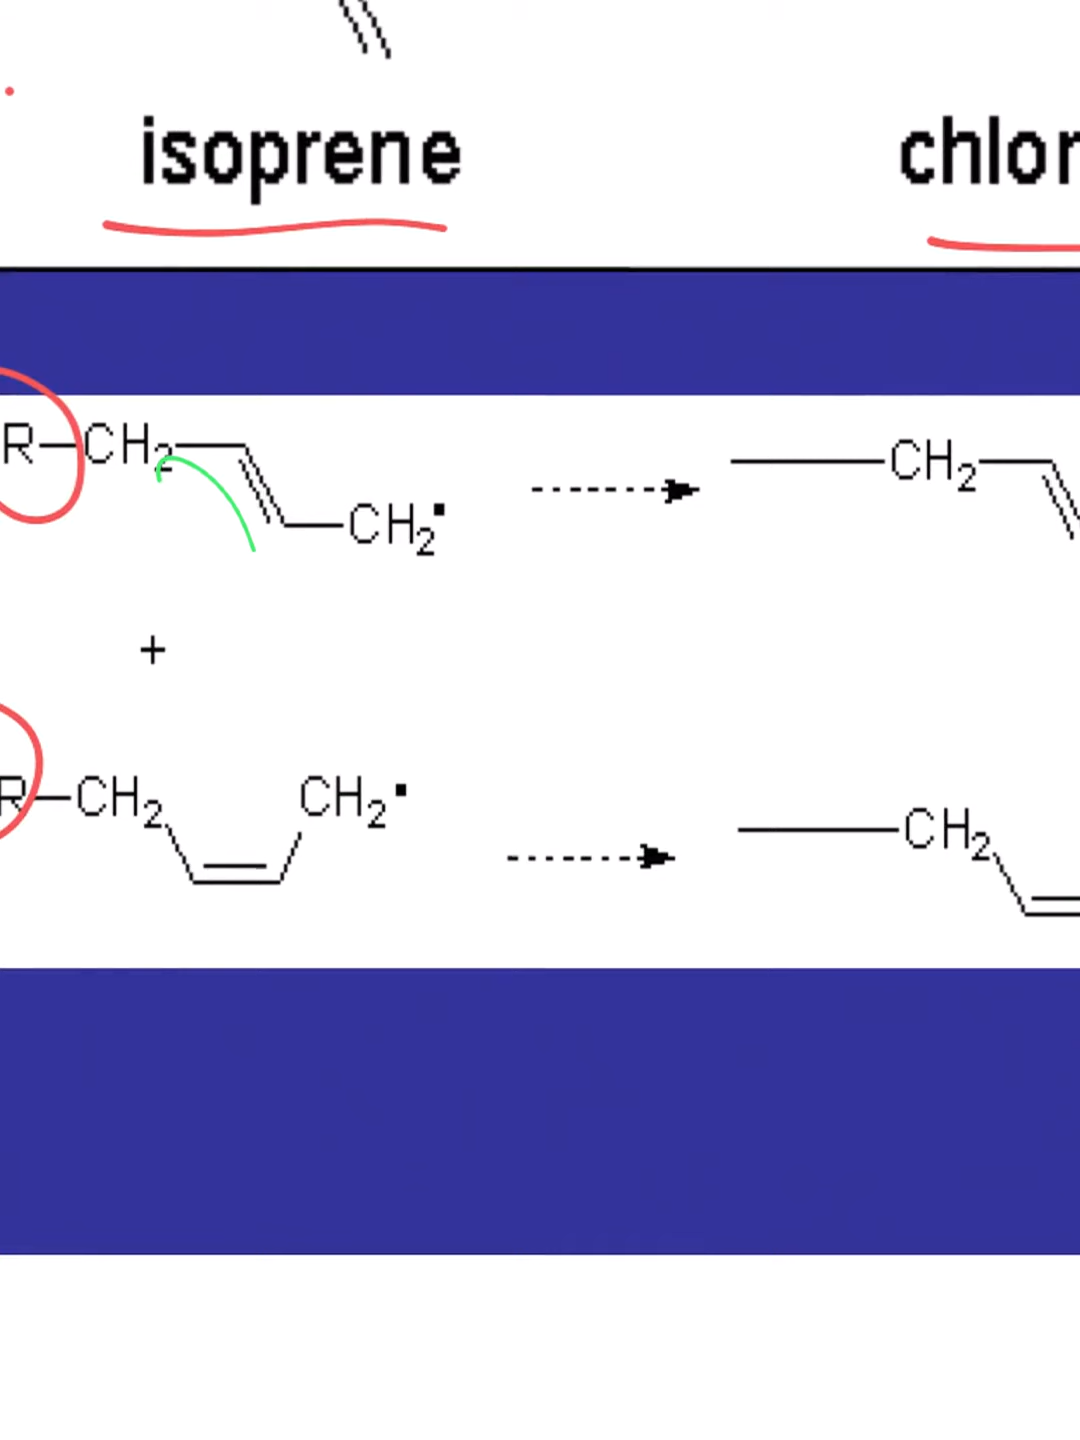 isoprene chlor
R—CH₂ CH₂• CH₂
+
R—CH₂ CH₂• CH₂